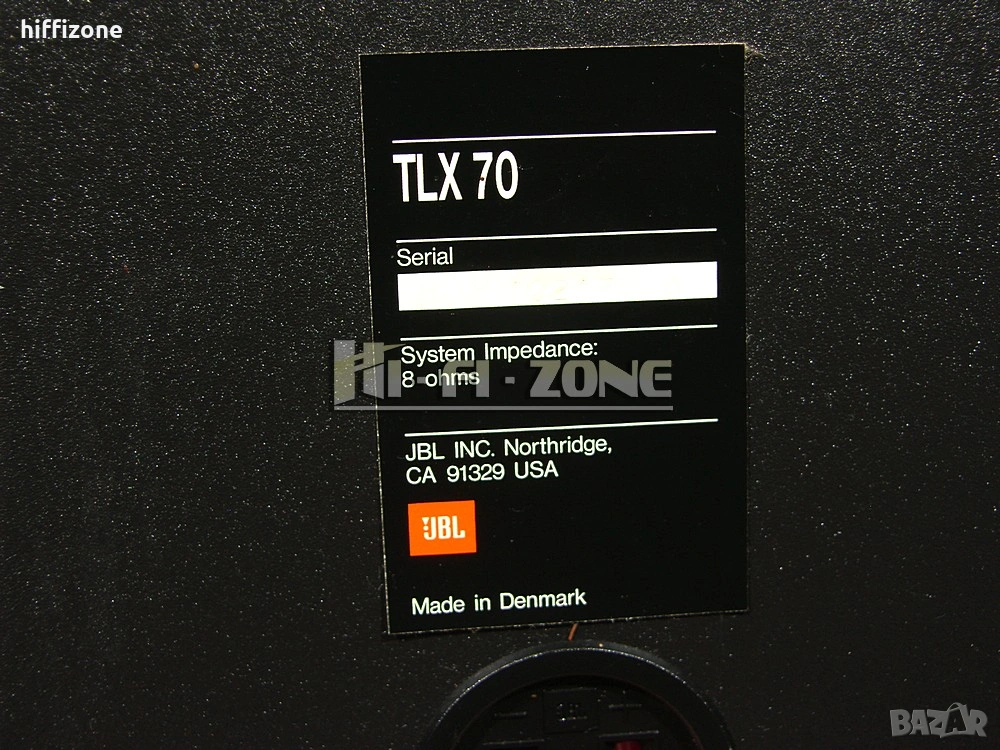 hiffizone
TLX 70
Serial
System Impedance:
8 ohms
HI-FI-ZONE
JBL INC. Northridge,
CA 91329 USA
JBL
Made in Denmark
BAZAR